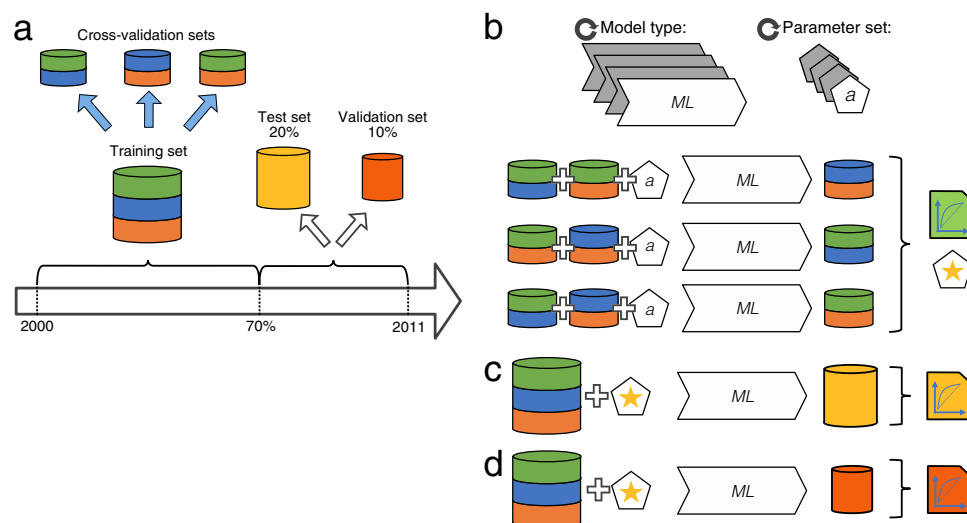 a
Cross-validation sets
Training set
Test set
20%
Validation set
10%
2000
70%
2011
b
Model type:
Parameter set:
ML
a
a
ML
a
ML
a
ML
c
ML
d
ML